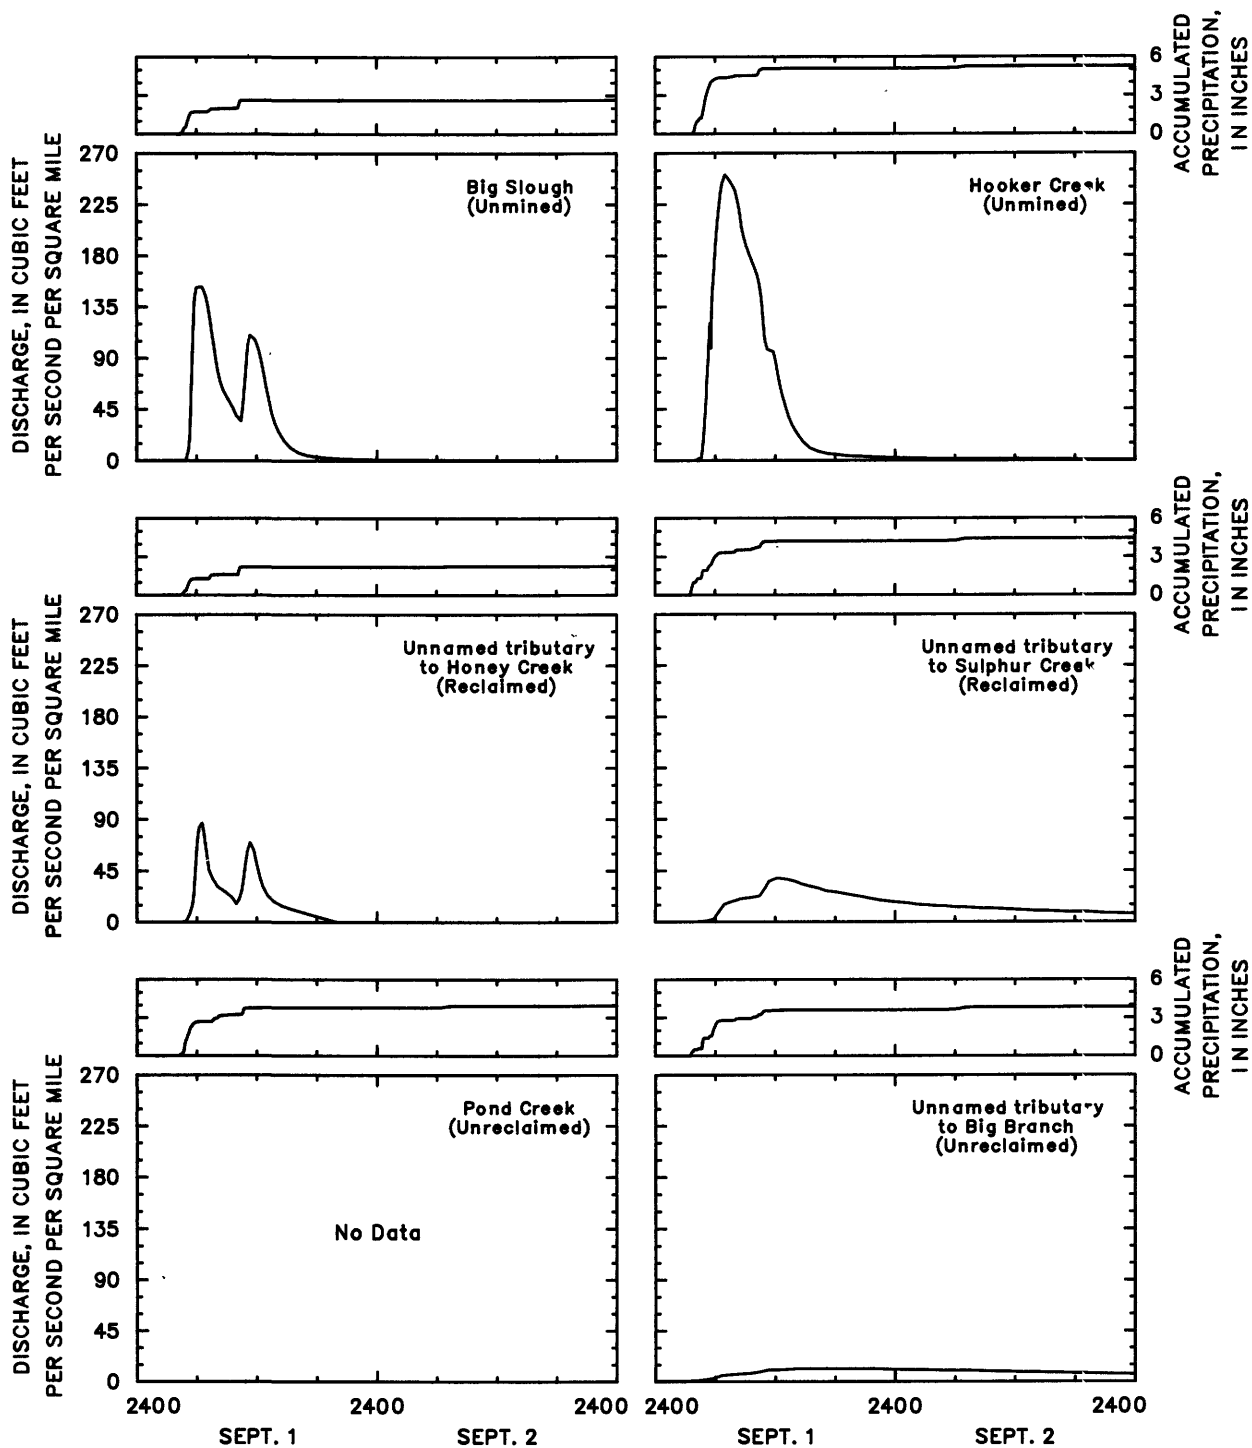 ACCUMULATED
PRECIPITATION,
IN INCHES
6
3
0
DISCHARGE, IN CUBIC FEET
PER SECOND PER SQUARE MILE
270
225
180
135
90
45
0
Big Slough
(Unmined)
Hooker Creek
(Unmined)
ACCUMULATED
PRECIPITATION,
IN INCHES
6
3
0
DISCHARGE, IN CUBIC FEET
PER SECOND PER SQUARE MILE
270
225
180
135
90
45
0
Unnamed tributary
to Honey Creek
(Reclaimed)
Unnamed tributary
to Sulphur Creek
(Reclaimed)
ACCUMULATED
PRECIPITATION,
IN INCHES
6
3
0
DISCHARGE, IN CUBIC FEET
PER SECOND PER SQUARE MILE
270
225
180
135
90
45
0
Pond Creek
(Unreclaimed)
No Data
Unnamed tributary
to Big Branch
(Unreclaimed)
2400 2400 2400 2400 2400 2400
SEPT. 1 SEPT. 2 SEPT. 1 SEPT. 2